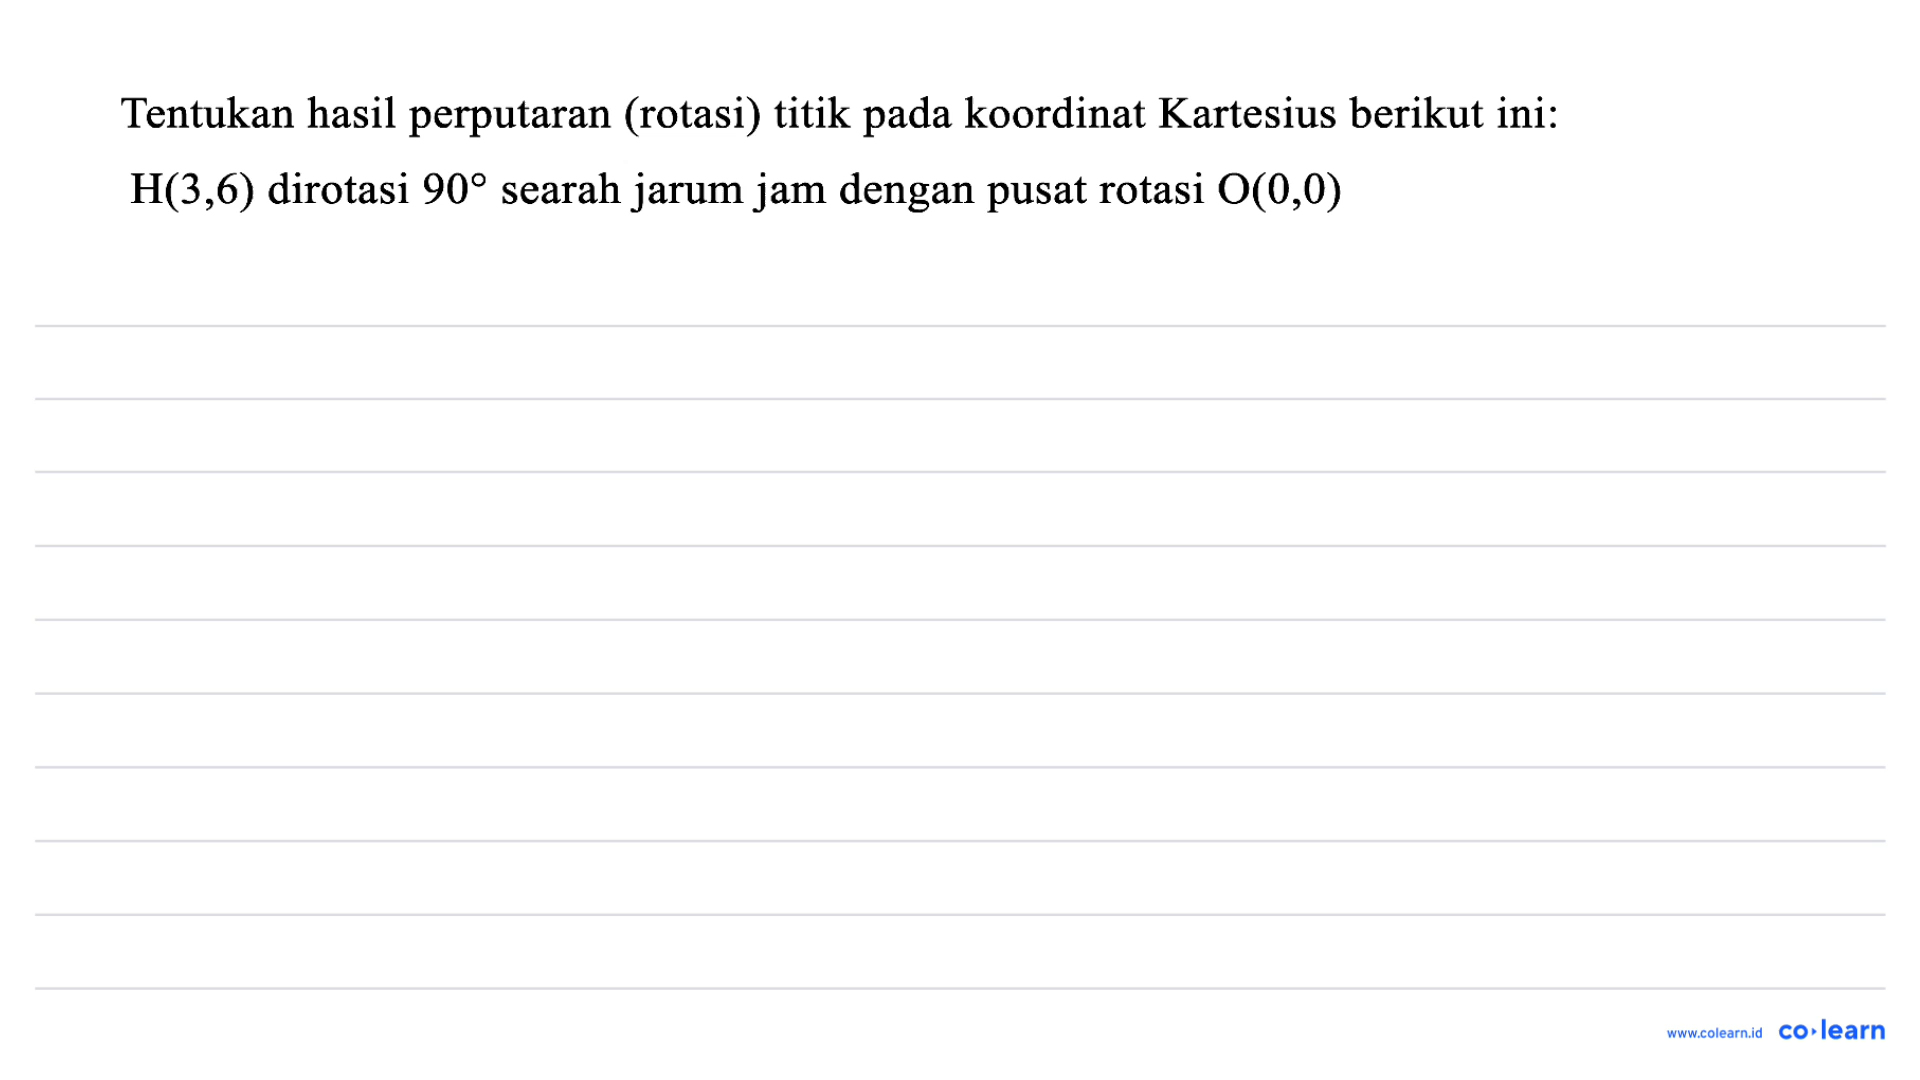 Tentukan hasil perputaran (rotasi) titik pada koordinat Kartesius berikut ini:
H(3,6) dirotasi 90° searah jarum jam dengan pusat rotasi O(0,0)
www.colearn.id co·learn